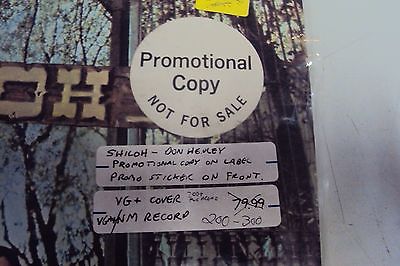 OH
Promotional
Copy
NOT FOR SALE
SHILOH - DON HENLEY
PROMOTIONAL COPY ON LABEL
PROMO STICKER ON FRONT.
VG+ COVER 79.99
VG++ NM RECORD 200-300